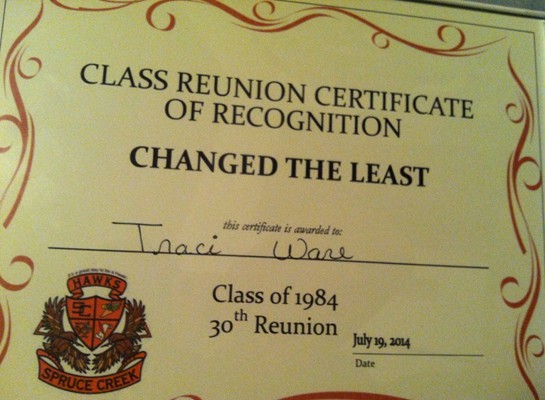 CLASS REUNION CERTIFICATE
OF RECOGNITION
CHANGED THE LEAST
this certificate is awarded to:
Traci Ware
Class of 1984
30th Reunion
July 19, 2014
Date
HAWKS
SC
SPRUCE CREEK